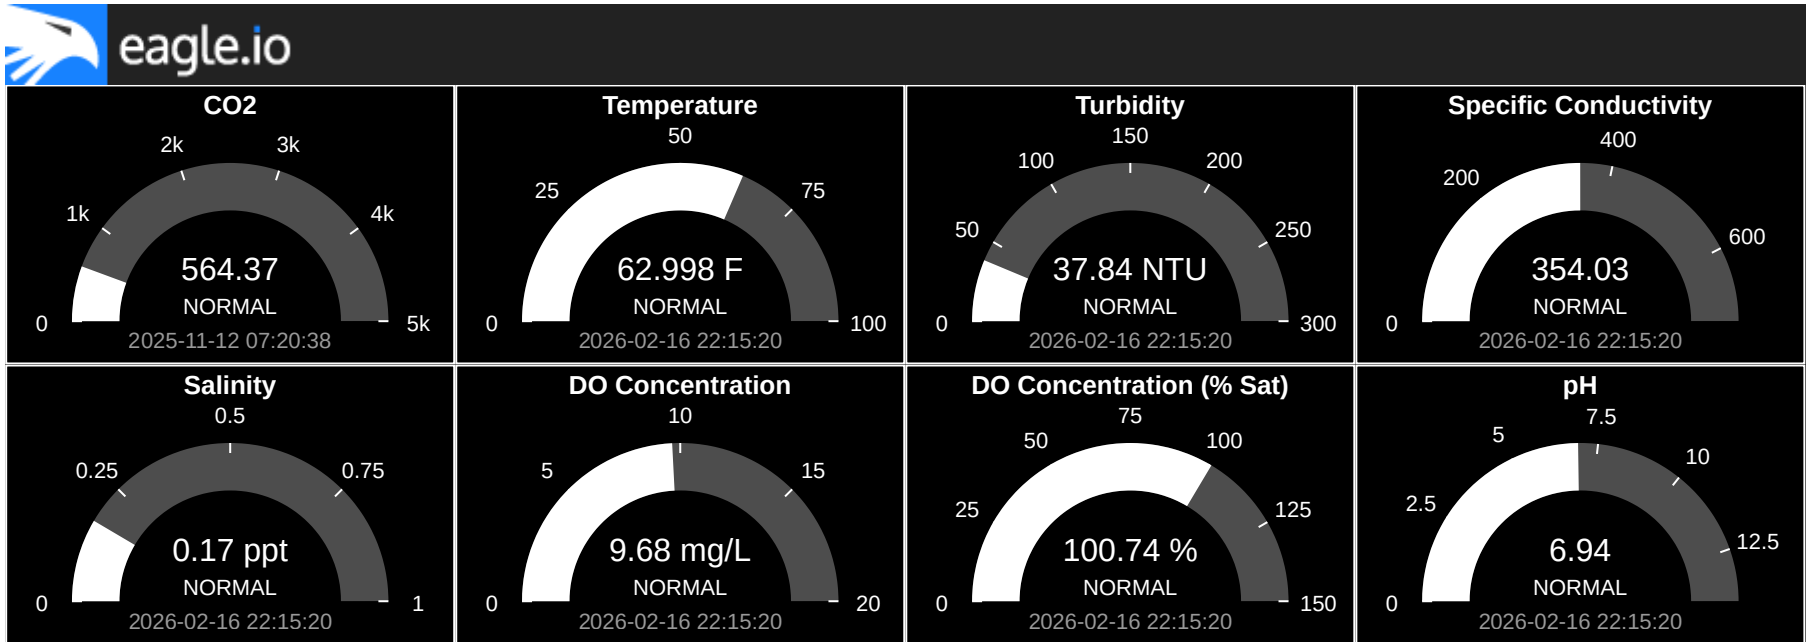 eagle.io
CO2
2k
3k
1k
4k
564.37
NORMAL
0
5k
2025-11-12 07:20:38
Temperature
50
25
75
62.998 F
NORMAL
0
100
2026-02-16 22:15:20
Turbidity
150
100
200
50
250
37.84 NTU
NORMAL
0
300
2026-02-16 22:15:20
Specific Conductivity
400
200
600
354.03
NORMAL
0
2026-02-16 22:15:20
Salinity
0.5
0.25
0.75
0.17 ppt
NORMAL
0
1
2026-02-16 22:15:20
DO Concentration
10
5
15
9.68 mg/L
NORMAL
0
20
2026-02-16 22:15:20
DO Concentration (% Sat)
75
50
100
25
125
100.74 %
NORMAL
0
150
2026-02-16 22:15:20
pH
7.5
5
10
2.5
12.5
6.94
NORMAL
0
2026-02-16 22:15:20